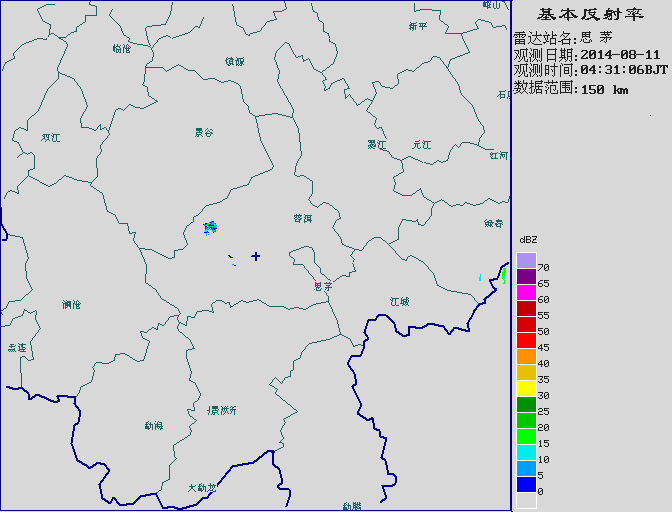 基本反射率
雷达站名:思 茅
观测日期:2014-08-11
观测时间:04:31:06BJT
数据范围:150 km
峨山
新平
临沧
镇源
石屏
双江
景谷
墨江
元江
红河
普洱
绿春
思茅
澜沧
江城
孟连
景洪
勐海
大勐龙
勐腊
dBZ
70
65
60
55
50
45
40
35
30
25
20
15
10
5
0